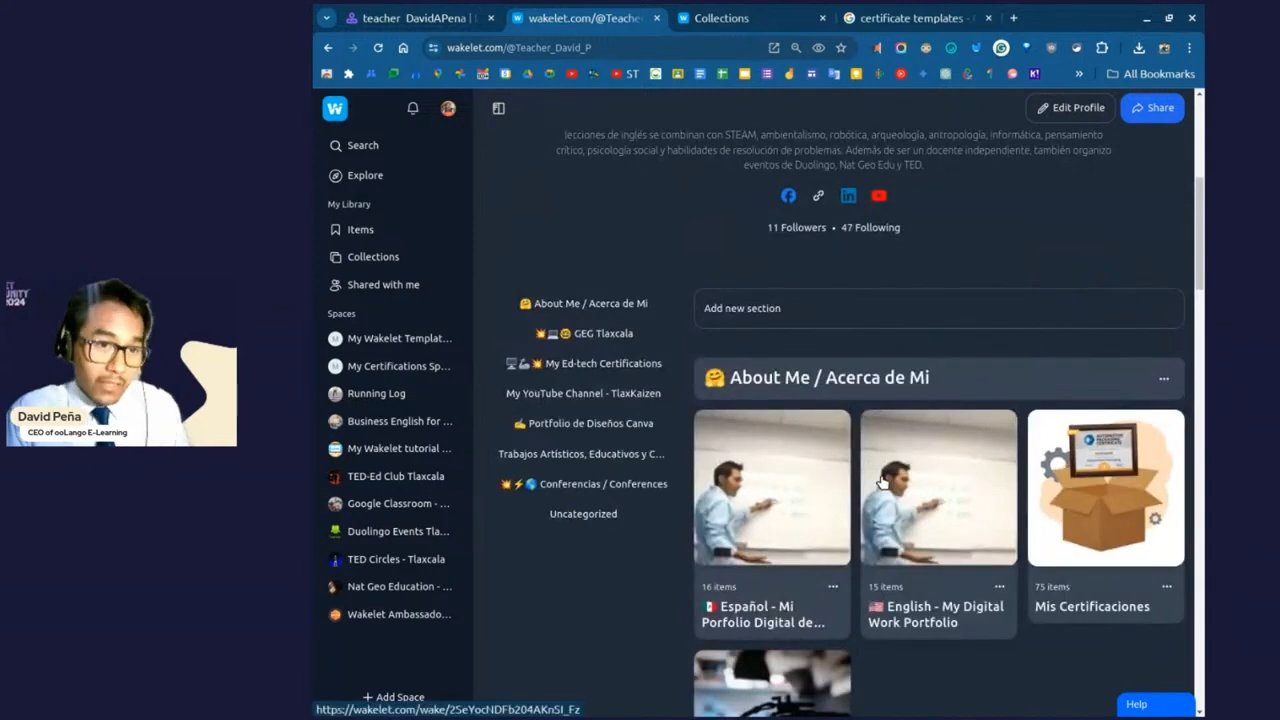 teacher DavidAPena |
wakelet.com/@Teache
Collections
certificate templates -
wakelet.com/@Teacher_David_P
ST
All Bookmarks
W
Edit Profile
Share
Search
Explore
My Library
Items
Collections
Shared with me
Spaces
My Wakelet Templat...
My Certifications Sp...
Running Log
Business English for ...
My Wakelet tutorial ...
TED-Ed Club Tlaxcala
Google Classroom - ...
Duolingo Events Tla...
TED Circles - Tlaxcala
Nat Geo Education - ...
Wakelet Ambassado...
Add Space
lecciones de inglés se combinan con STEAM, ambientalismo, robótica, arqueología, antropología, informática, pensamiento
crítico, psicología social y habilidades de resolución de problemas. Además de ser un docente independiente, también organizo
eventos de Duolingo, Nat Geo Edu y TED.
11 Followers • 47 Following
🤗 About Me / Acerca de Mi
💥💻🤓 GEG Tlaxcala
🖥️🦾💥 My Ed-tech Certifications
My YouTube Channel - TlaxKaizen
✍️ Portfolio de Diseños Canva
Trabajos Artísticos, Educativos y C...
💥⚡🌎 Conferencias / Conferences
Uncategorized
Add new section
🤗 About Me / Acerca de Mi
16 items
🇲🇽 Español - Mi
Porfolio Digital de...
15 items
🇺🇸 English - My Digital
Work Portfolio
75 items
Mis Certificaciones
Help
https://wakelet.com/wake/2SeYocNDFb204AKnSI_Fz
2024
David Peña
CEO of ooLango E-Learning